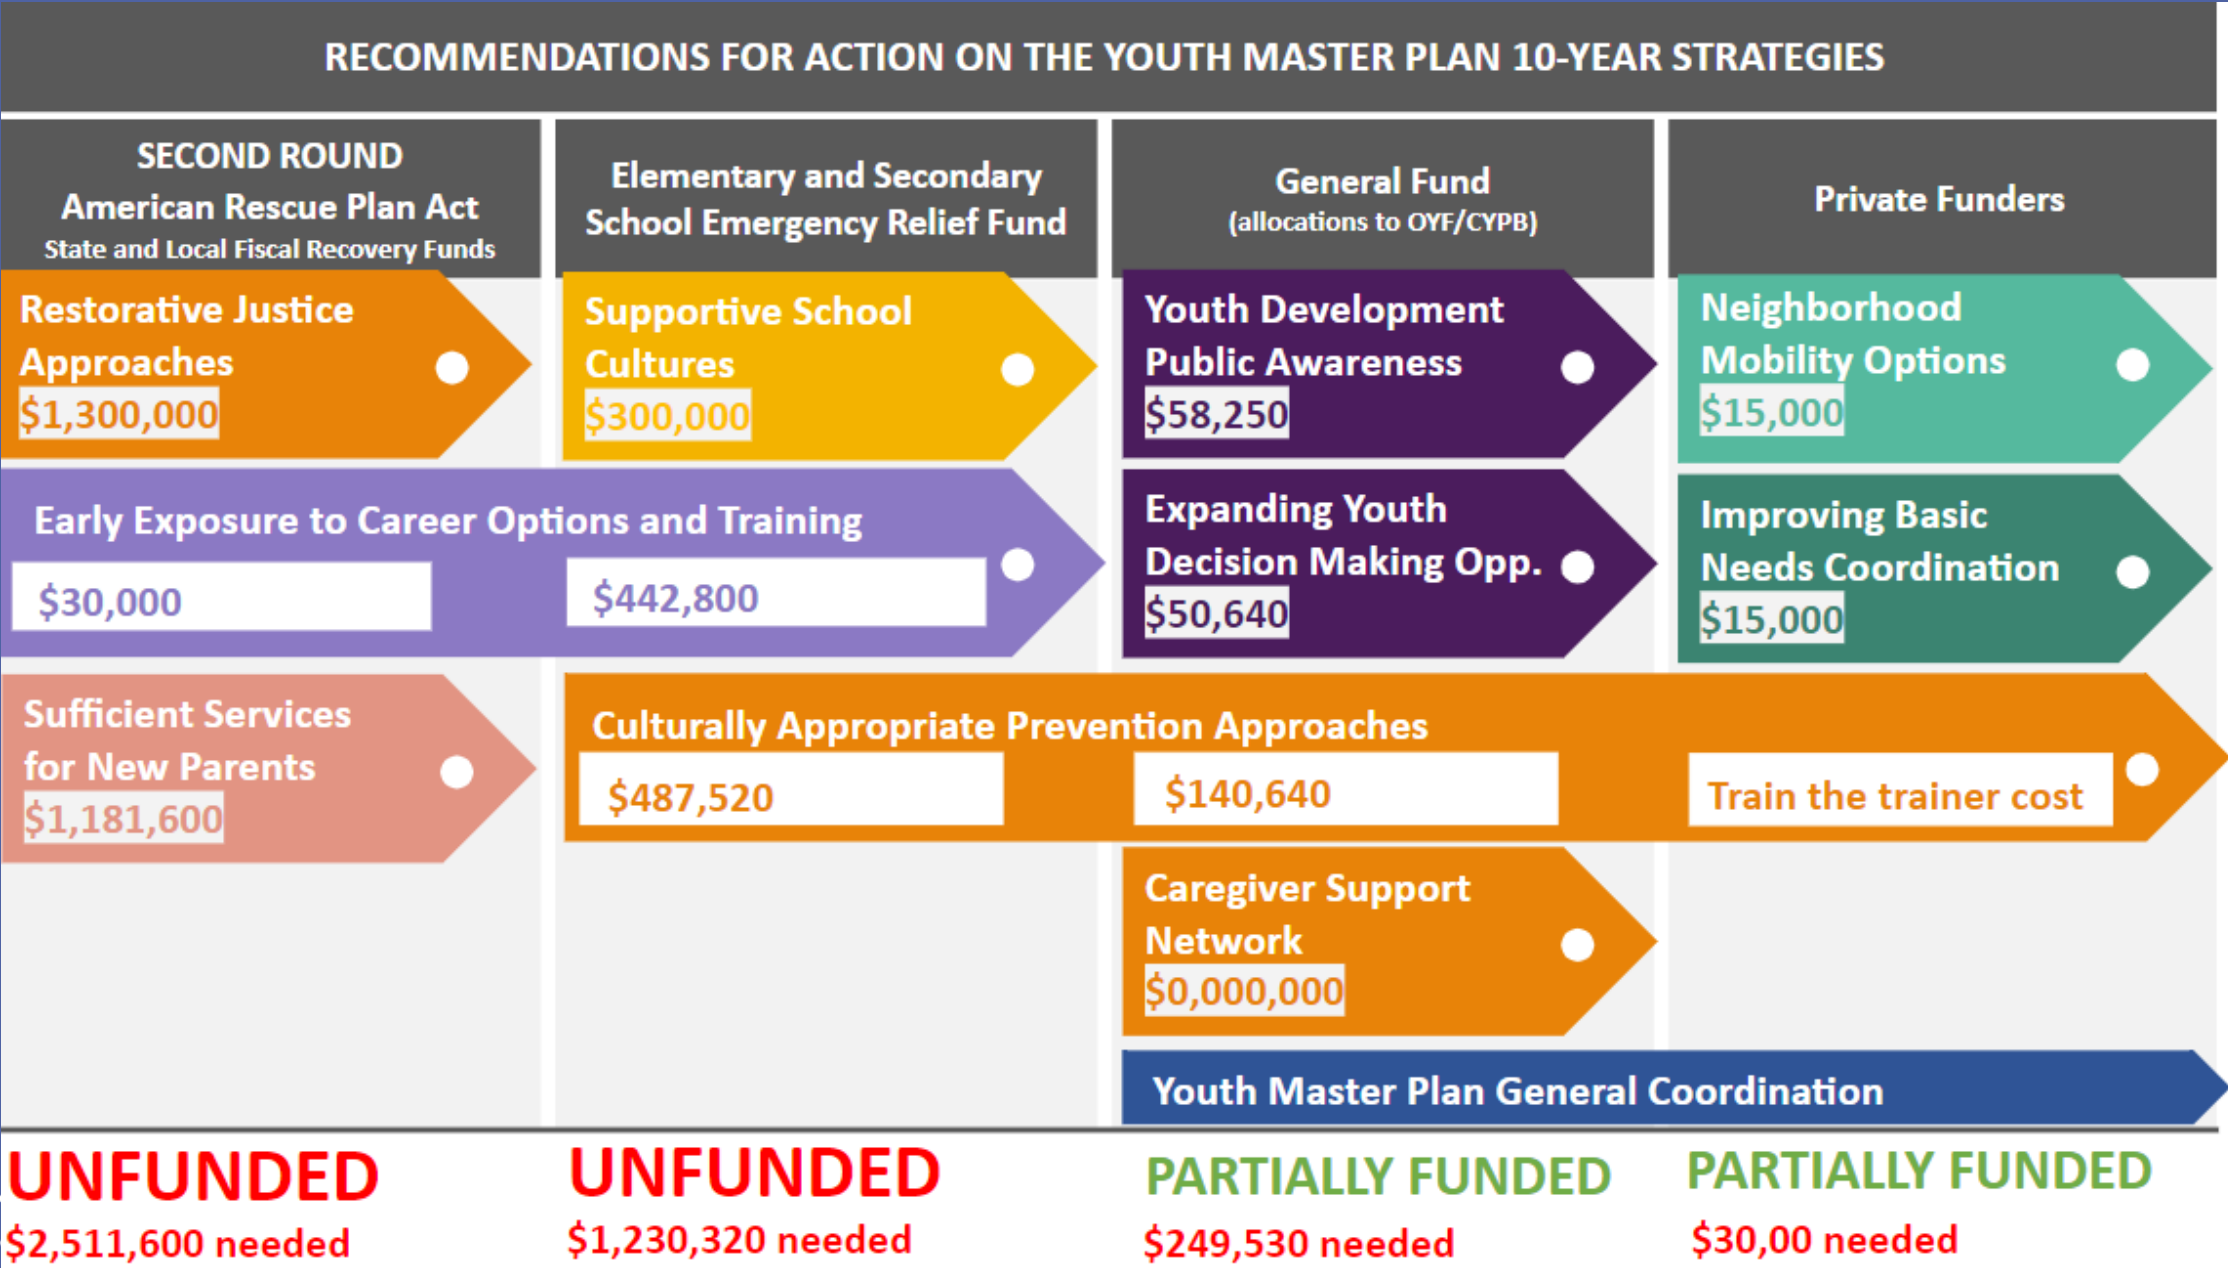 RECOMMENDATIONS FOR ACTION ON THE YOUTH MASTER PLAN 10-YEAR STRATEGIES
SECOND ROUND
American Rescue Plan Act
State and Local Fiscal Recovery Funds
Elementary and Secondary
School Emergency Relief Fund
General Fund
(allocations to OYF/CYPB)
Private Funders
Restorative Justice
Approaches
$1,300,000
Supportive School
Cultures
$300,000
Youth Development
Public Awareness
$58,250
Neighborhood
Mobility Options
$15,000
Early Exposure to Career Options and Training
$30,000
$442,800
Expanding Youth
Decision Making Opp.
$50,640
Improving Basic
Needs Coordination
$15,000
Sufficient Services
for New Parents
$1,181,600
Culturally Appropriate Prevention Approaches
$487,520
$140,640
Train the trainer cost
Caregiver Support
Network
$0,000,000
Youth Master Plan General Coordination
UNFUNDED
$2,511,600 needed
UNFUNDED
$1,230,320 needed
PARTIALLY FUNDED
$249,530 needed
PARTIALLY FUNDED
$30,00 needed